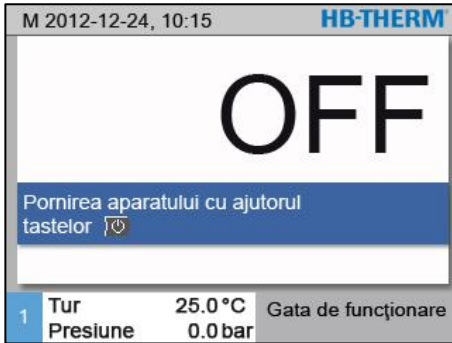 M 2012-12-24, 10:15 HB-THERM
OFF
Pornirea aparatului cu ajutorul
tastelor
1 Tur 25.0 °C Gata de funcţionare
Presiune 0.0 bar